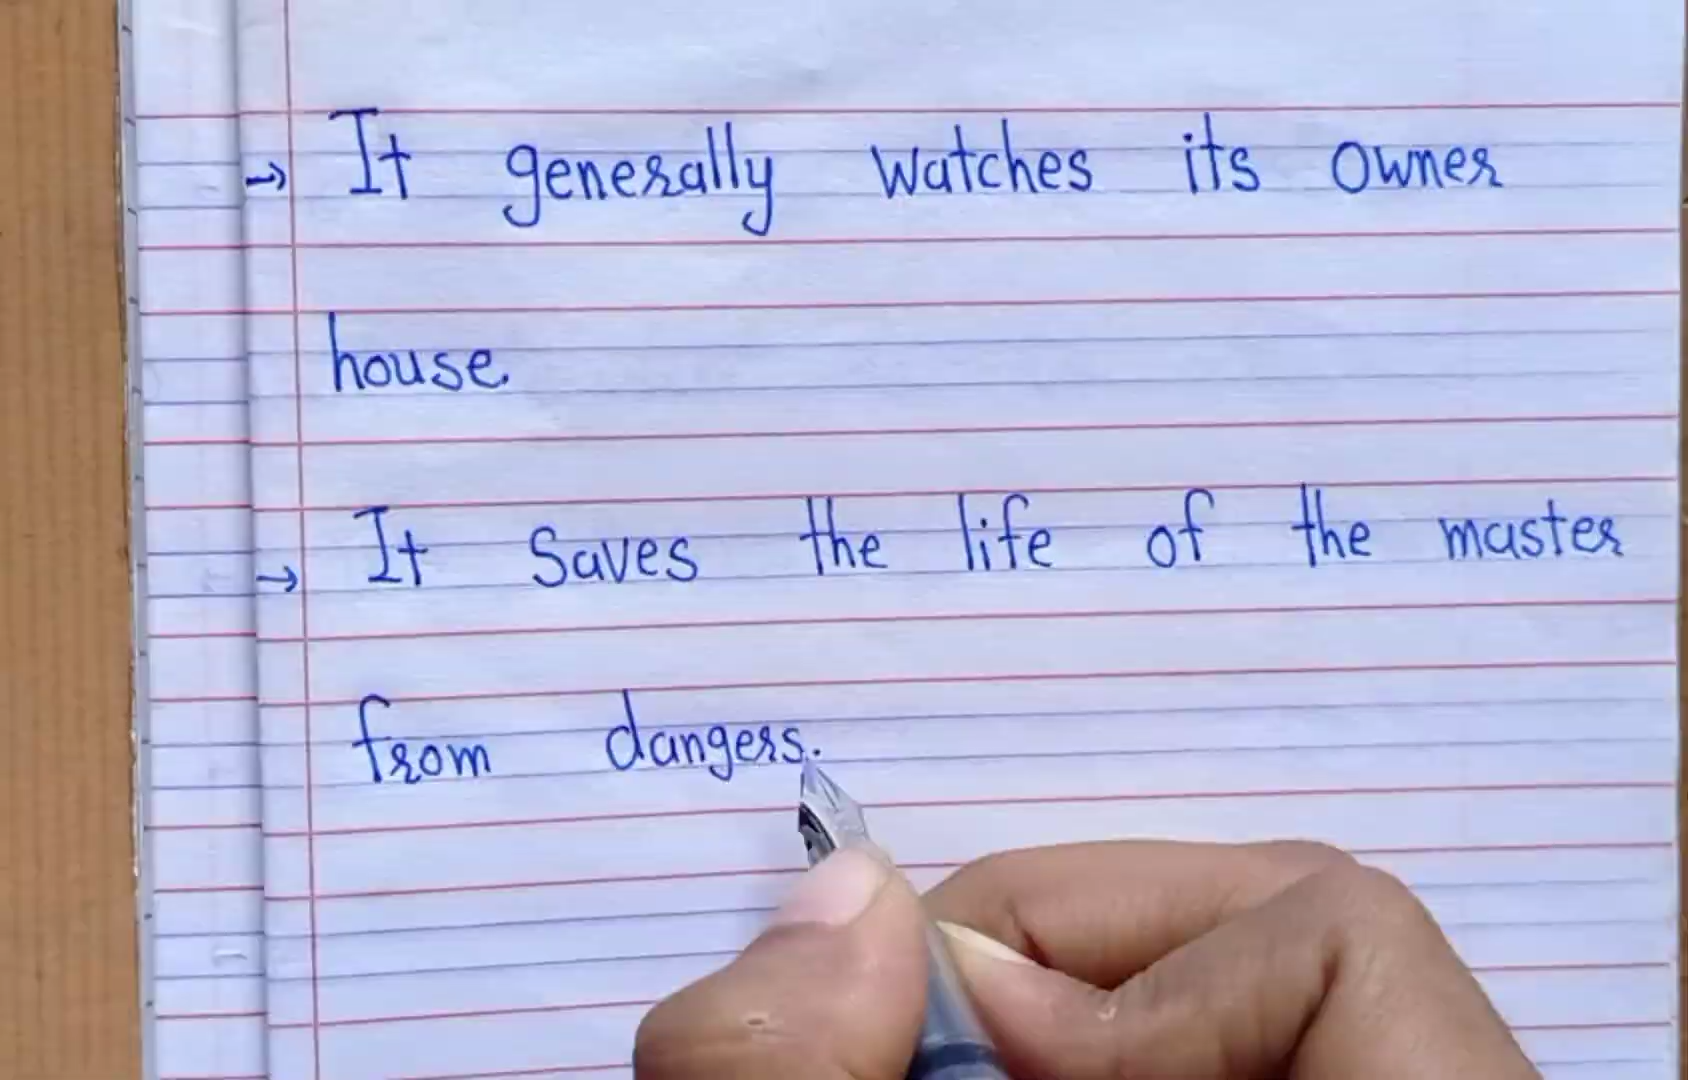 → It generally watches its owner
house.
→ It saves the life of the master
from dangers.